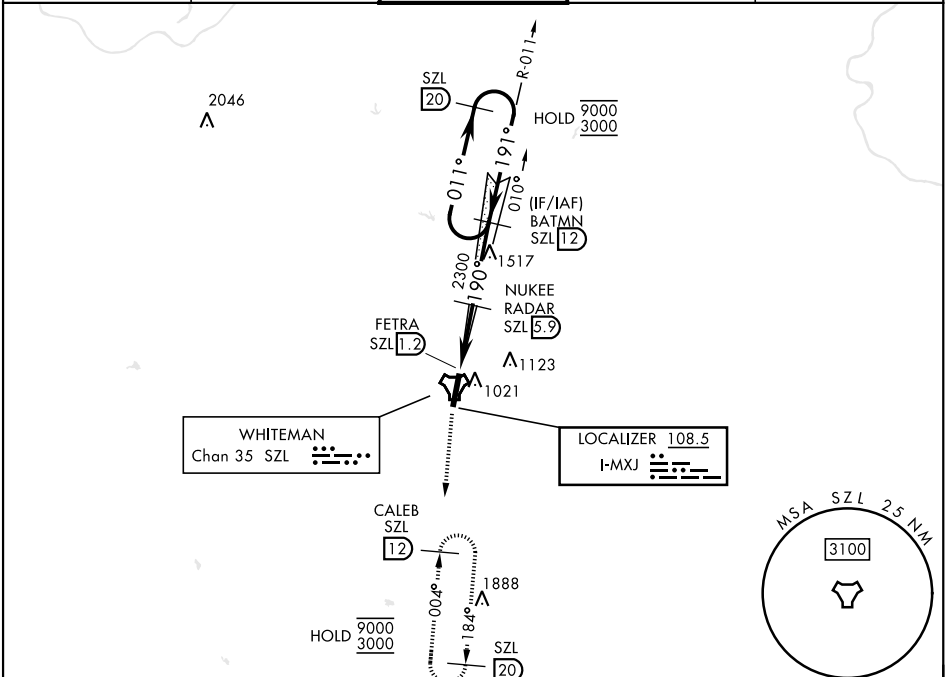 2046
SZL
20
R-011
HOLD 9000
3000
011°
191°
010°
(IF/IAF)
BATMN
SZL 12
1517
2300
190°
NUKEE
RADAR
SZL 5.9
FETRA
SZL 1.2
1123
1021
WHITEMAN
Chan 35 SZL
LOCALIZER 108.5
I-MXJ
CALEB
SZL
12
004°
184°
1888
HOLD 9000
3000
SZL
20
MSA SZL 25 NM
3100